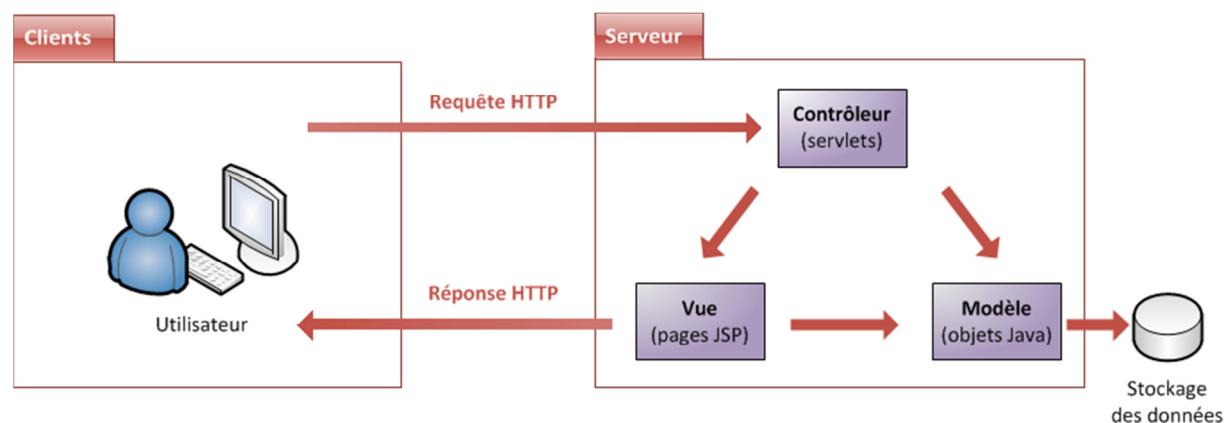 Clients
Serveur
Requête HTTP
Contrôleur
(servlets)
Réponse HTTP
Utilisateur
Vue
(pages JSP)
Modèle
(objets Java)
Stockage
des données